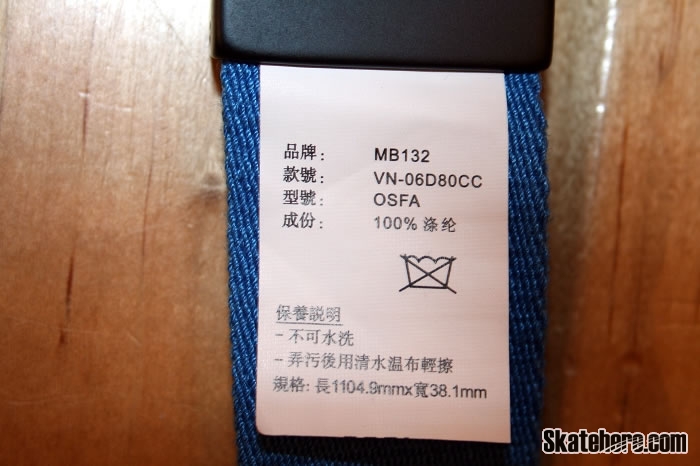 品牌: MB132
款號: VN-06D80CC
型號: OSFA
成份: 100% 涤纶
保養説明
- 不可水洗
- 弄污後用清水温布輕擦
規格: 長1104.9mmx寬38.1mm
Skatehere.com